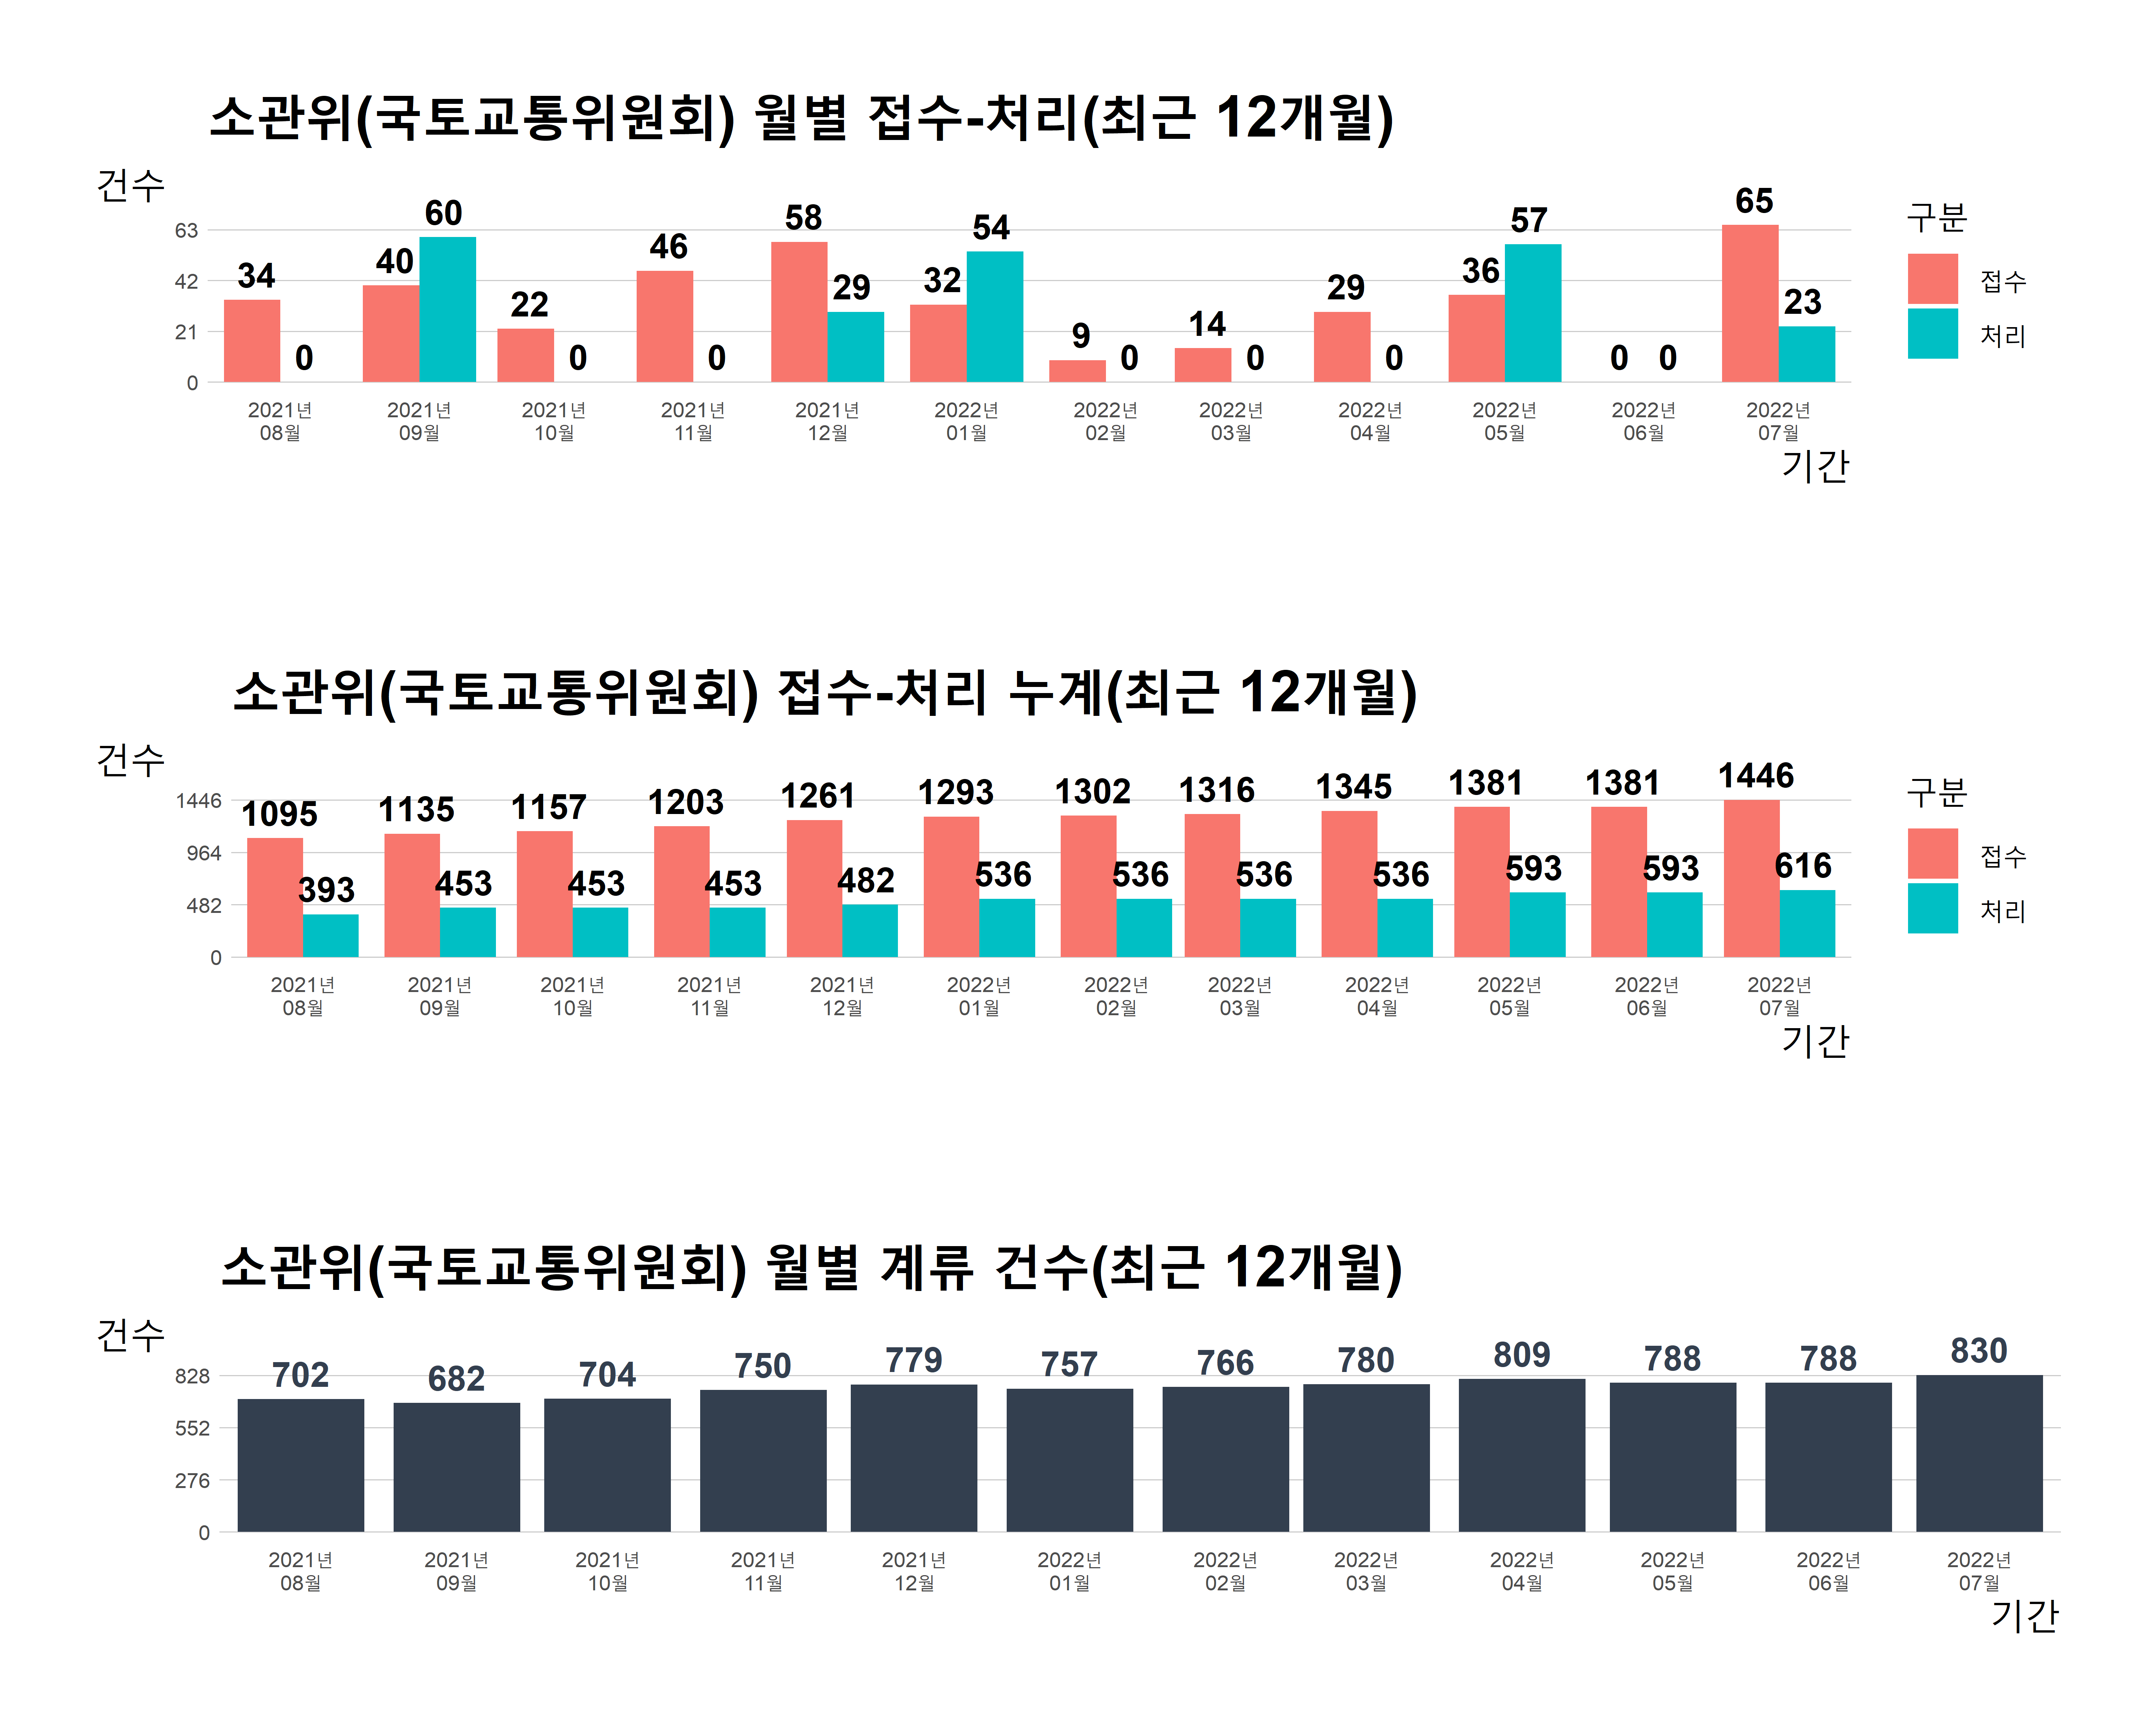 소관위(국토교통위원회) 월별 접수-처리(최근 12개월)
건수
63
42
21
0
34 0 40 60 22 0 46 0 58 29 32 54 9 0 14 0 29 0 36 57 0 0 65 23
2021년 2021년 2021년 2021년 2021년 2022년 2022년 2022년 2022년 2022년 2022년 2022년
08월 09월 10월 11월 12월 01월 02월 03월 04월 05월 06월 07월
기간
구분
접수
처리
소관위(국토교통위원회) 접수-처리 누계(최근 12개월)
건수
1446
964
482
0
1095 393 1135 453 1157 453 1203 453 1261 482 1293 536 1302 536 1316 536 1345 536 1381 593 1381 593 1446 616
2021년 2021년 2021년 2021년 2021년 2022년 2022년 2022년 2022년 2022년 2022년 2022년
08월 09월 10월 11월 12월 01월 02월 03월 04월 05월 06월 07월
기간
구분
접수
처리
소관위(국토교통위원회) 월별 계류 건수(최근 12개월)
건수
828
552
276
0
702 682 704 750 779 757 766 780 809 788 788 830
2021년 2021년 2021년 2021년 2021년 2022년 2022년 2022년 2022년 2022년 2022년 2022년
08월 09월 10월 11월 12월 01월 02월 03월 04월 05월 06월 07월
기간